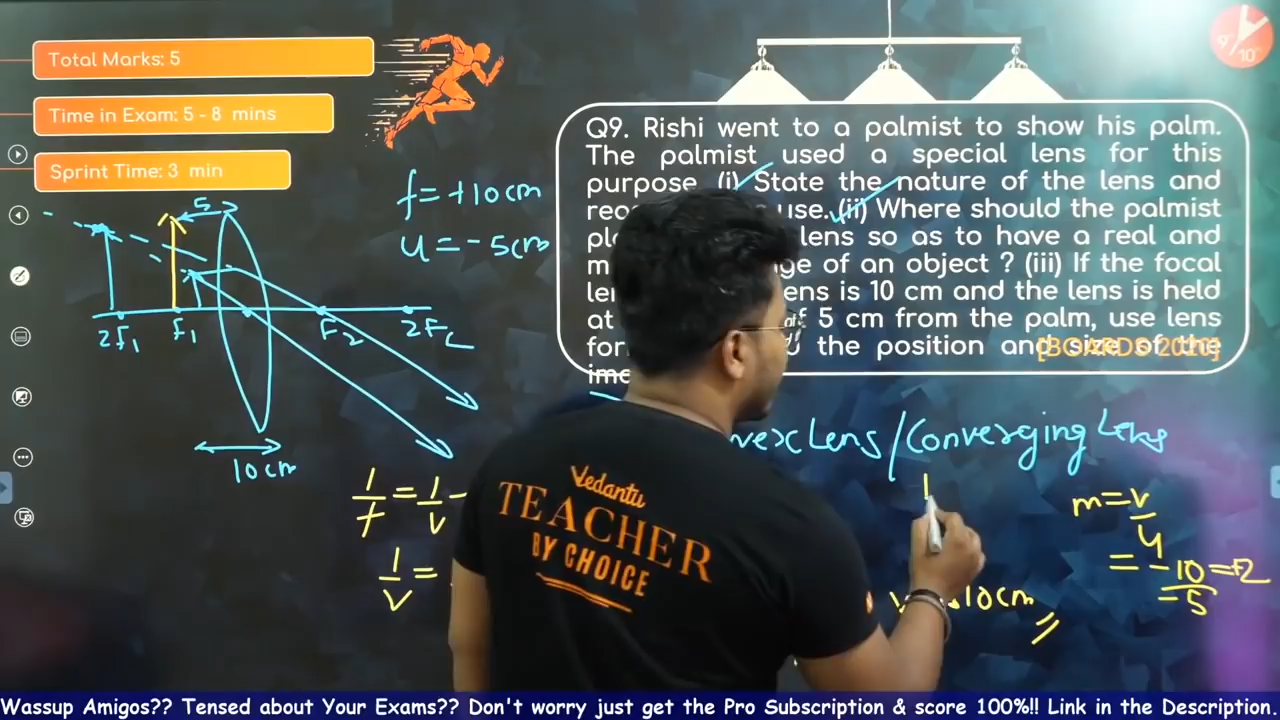 Total Marks: 5
Time in Exam: 5 - 8 mins
Sprint Time: 3 min
9 10
th
Q9. Rishi went to a palmist to show his palm.
The palmist used a special lens for this
purpose. (i) State the nature of the lens and
use. (ii) Where should the palmist
lens so as to have a real and
of an object ? (iii) If the focal
is 10 cm and the lens is held
at 5 cm from the palm, use lens
the position and size of the
[BOARDS 2020]
f = +10cm
u = -5cm
5
2F1 F1 F2 2F2
10cm
Lens / Converging Lens
1/f = 1/v -
1/v =
1
10cm
m = v/u
= -10/-5 = +2
Vedantu
TEACHER
BY CHOICE
Wassup Amigos?? Tensed about Your Exams?? Don't worry just get the Pro Subscription & score 100%!! Link in the Description.